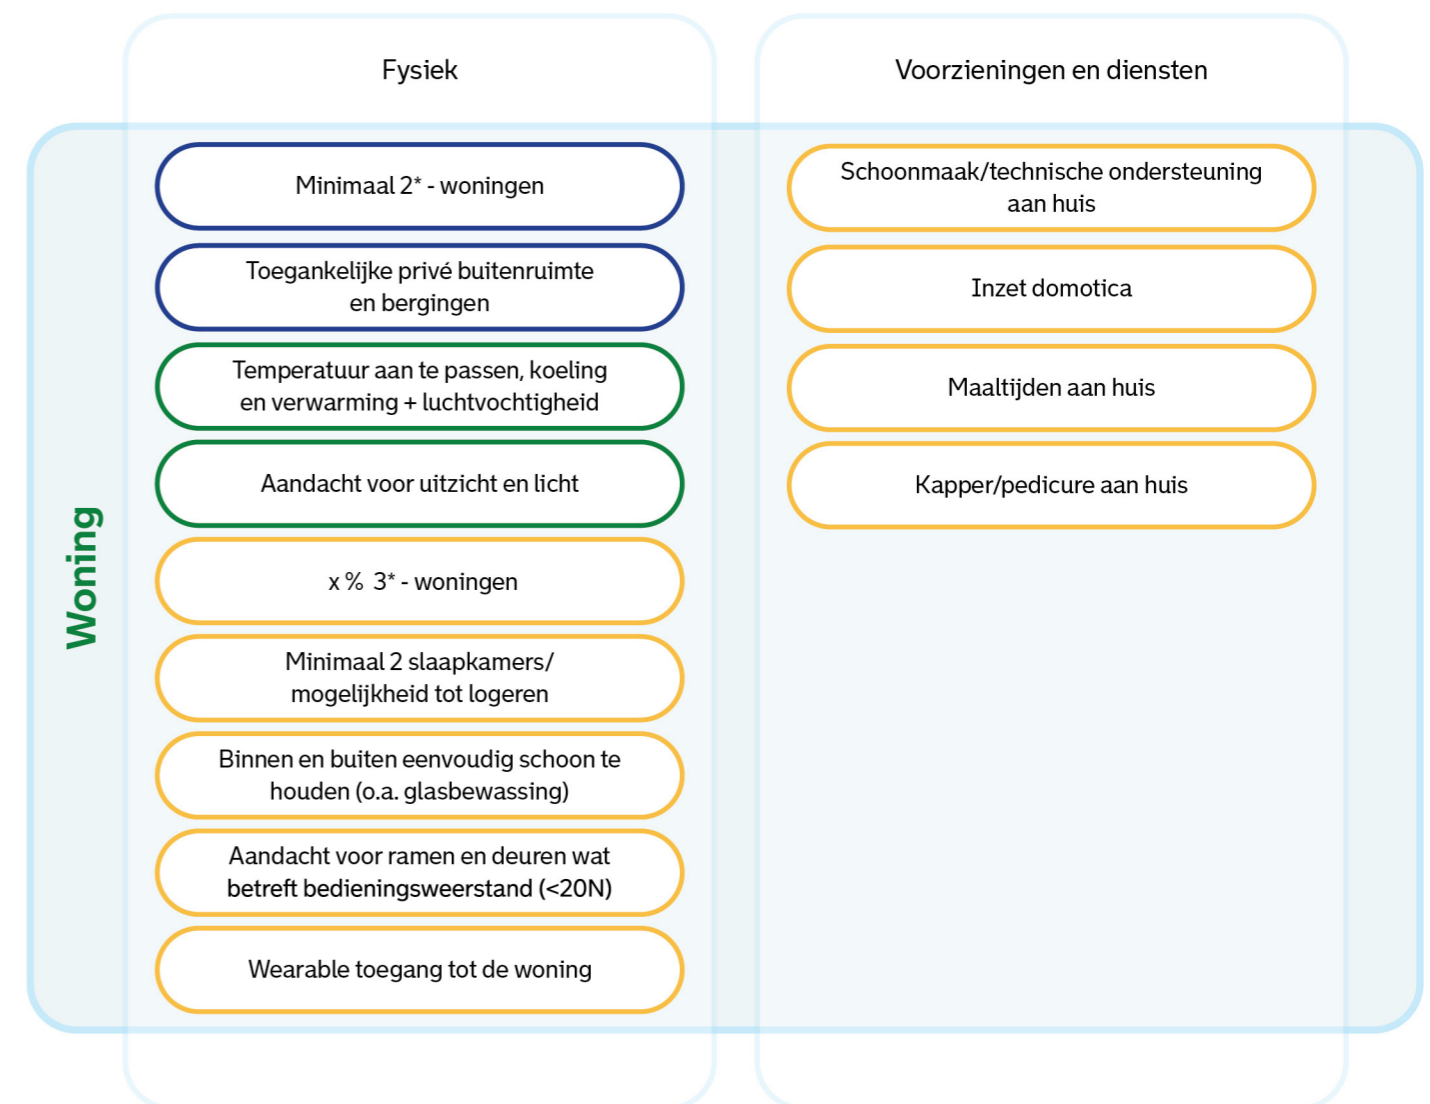 Fysiek
Voorzieningen en diensten
Woning
Minimaal 2* - woningen
Toegankelijke privé buitenruimte
en bergingen
Temperatuur aan te passen, koeling
en verwarming + luchtvochtigheid
Aandacht voor uitzicht en licht
x % 3* - woningen
Minimaal 2 slaapkamers/
mogelijkheid tot logeren
Binnen en buiten eenvoudig schoon te
houden (o.a. glasbewassing)
Aandacht voor ramen en deuren wat
betreft bedieningsweerstand (<20N)
Wearable toegang tot de woning
Schoonmaak/technische ondersteuning
aan huis
Inzet domotica
Maaltijden aan huis
Kapper/pedicure aan huis